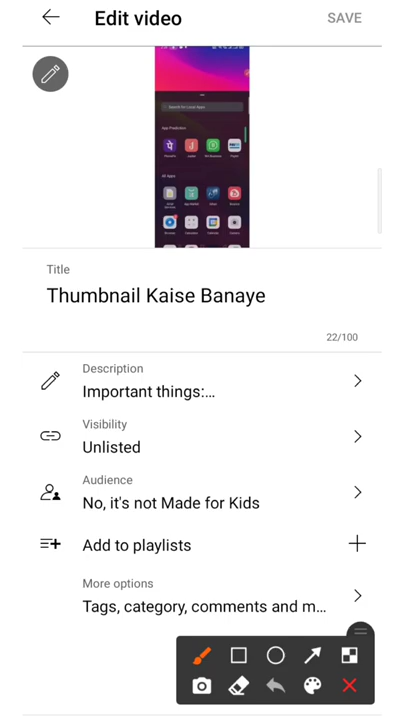 Edit video
SAVE
Search On Local Apps
App Prediction
All Apps
Title
Thumbnail Kaise Banaye
22/100
Description
Important things:...
Visibility
Unlisted
Audience
No, it's not Made for Kids
Add to playlists
More options
Tags, category, comments and m...